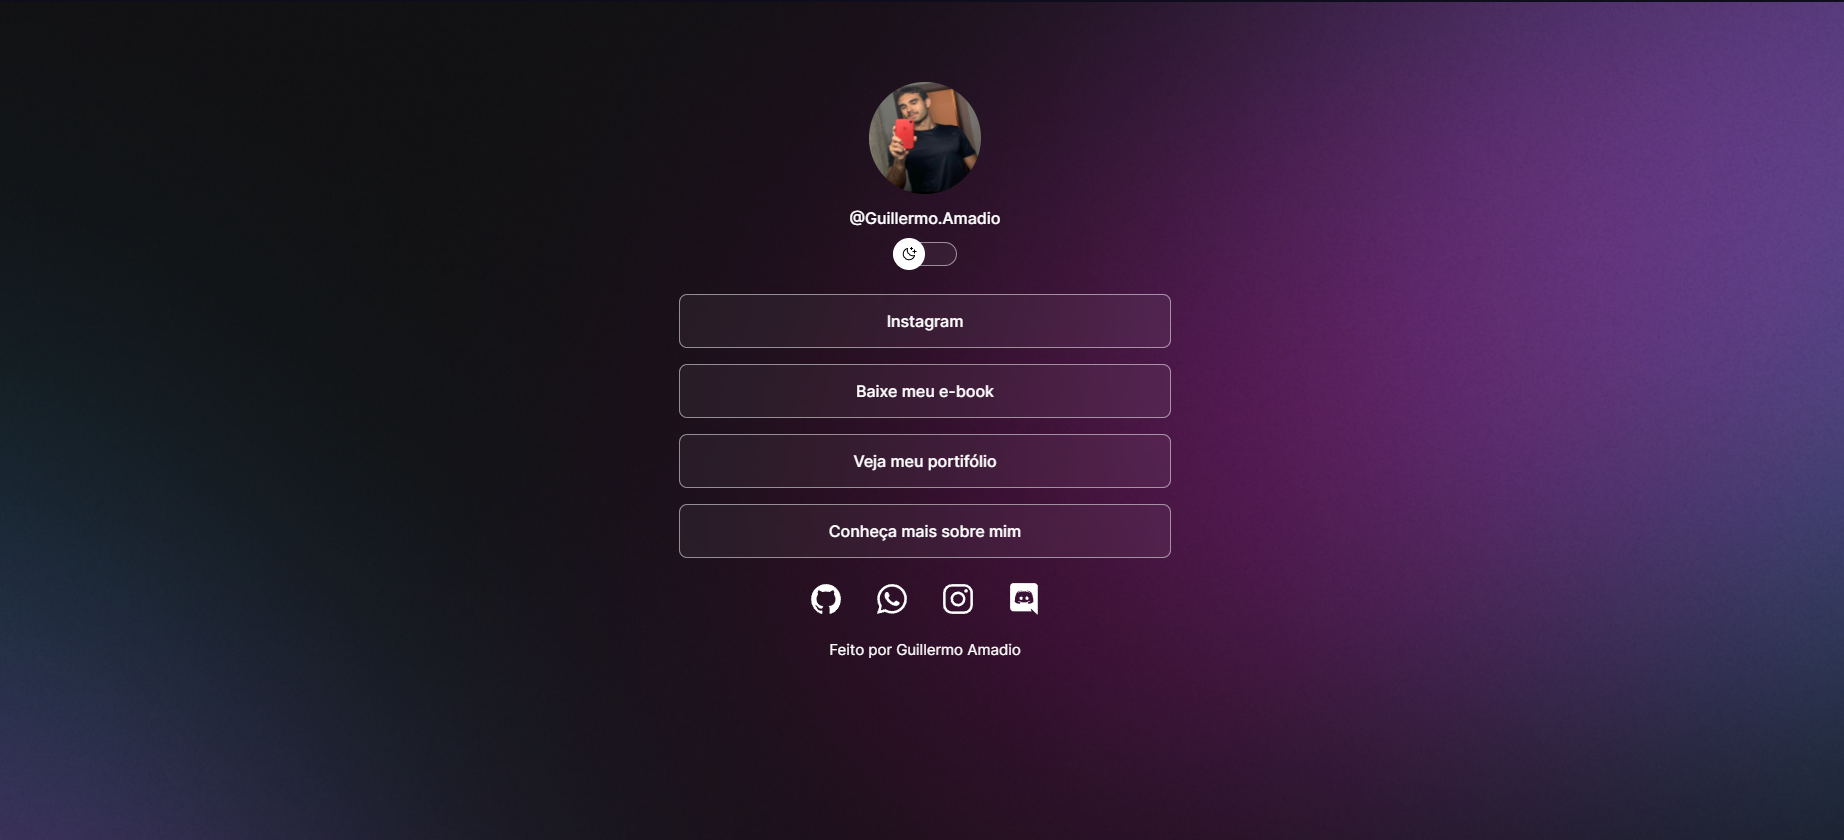 @Guillermo.Amadio
Instagram
Baixe meu e-book
Veja meu portifólio
Conheça mais sobre mim
Feito por Guillermo Amadio